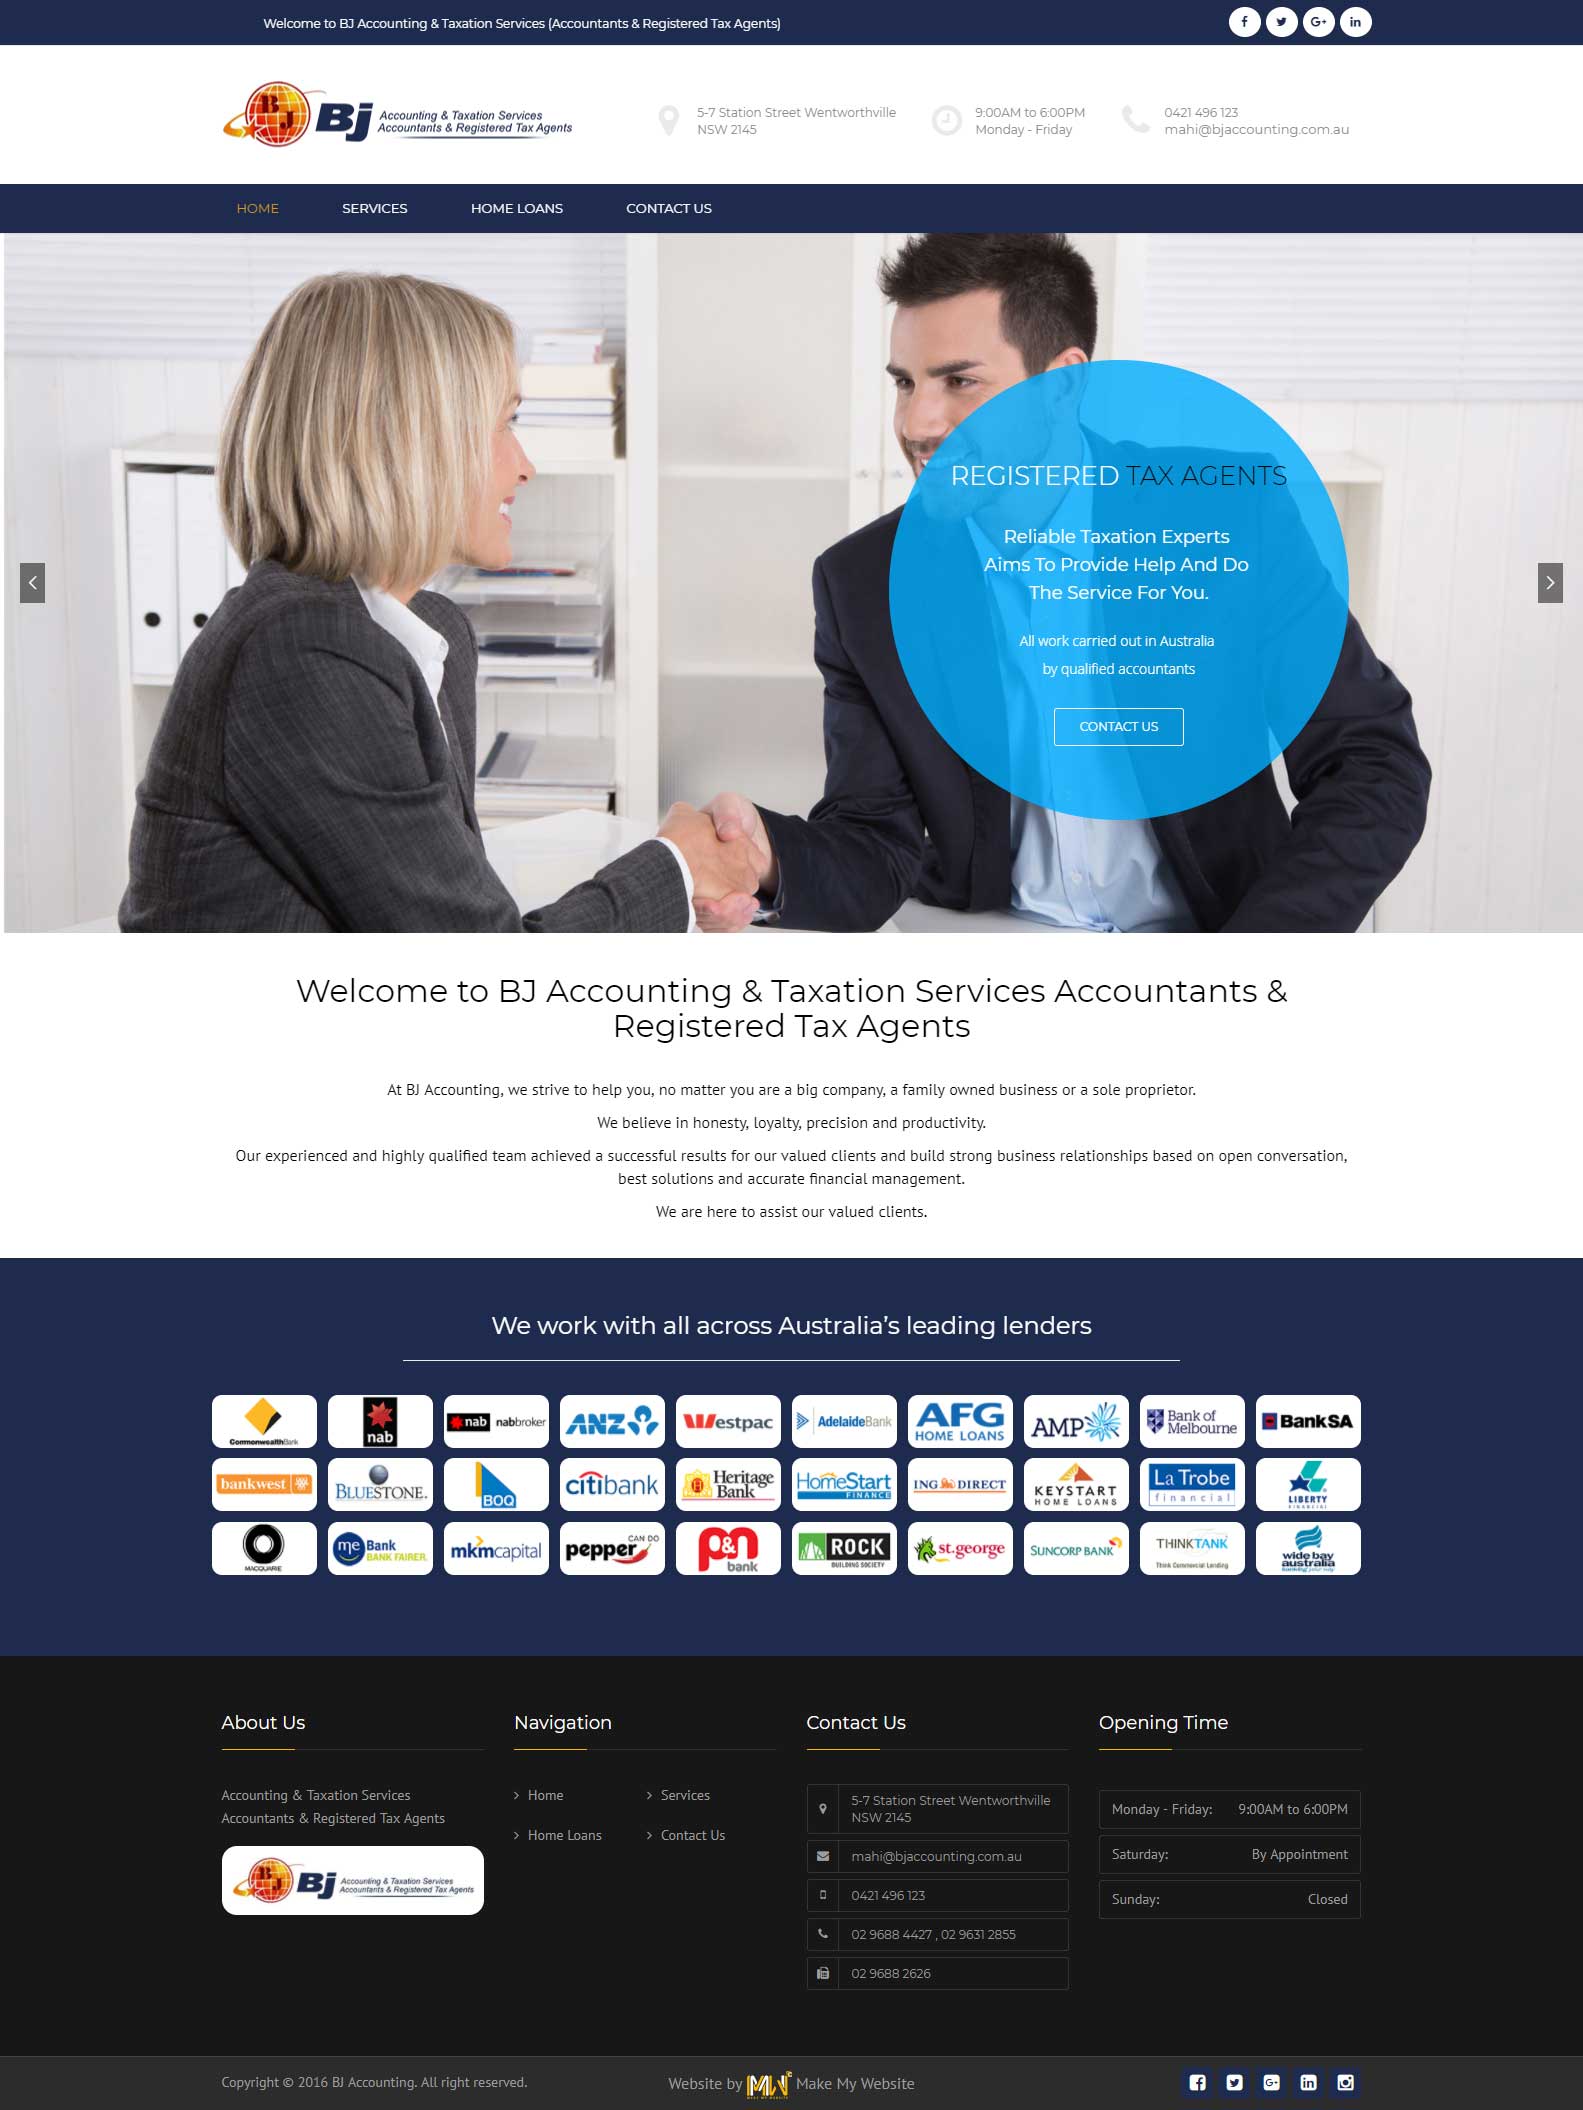 Welcome to BJ Accounting & Taxation Services (Accountants & Registered Tax Agents)
BJ
Bj
Accounting & Taxation Services
Accountants & Registered Tax Agents
5-7 Station Street Wentworthville
NSW 2145
9:00AM to 6:00PM
Monday - Friday
0421 496 123
mahi@bjaccounting.com.au
HOME
SERVICES
HOME LOANS
CONTACT US
REGISTERED TAX AGENTS
Reliable Taxation Experts
Aims To Provide Help And Do
The Service For You.
All work carried out in Australia
by qualified accountants
CONTACT US
Welcome to BJ Accounting & Taxation Services Accountants &
Registered Tax Agents
At BJ Accounting, we strive to help you, no matter you are a big company, a family owned business or a sole proprietor.
We believe in honesty, loyalty, precision and productivity.
Our experienced and highly qualified team achieved a successful results for our valued clients and build strong business relationships based on open conversation,
best solutions and accurate financial management.
We are here to assist our valued clients.
We work with all across Australia's leading lenders
CommonwealthBank
nab
nab nabbroker
ANZ
Westpac
AdelaideBank
AFG
HOME LOANS
AMP
Bank of
Melbourne
BankSA
bankwest
BLUESTONE.
BOQ
citibank
Heritage
Bank
HomeStart
FINANCE
ING DIRECT
KEYSTART
HOME LOANS
La Trobe
financial
LIBERTY
FINANCIAL
MACQUARIE
me Bank
BANK FAIRER.
mkmcapital
CAN DO
pepper
p&n
bank
ROCK
BUILDING SOCIETY
st.george
SUNCORP BANK
THINKTANK
Think Commercial Lending
wide bay
australia
banking your way
About Us
Accounting & Taxation Services
Accountants & Registered Tax Agents
BJ
Bj
Accounting & Taxation Services
Accountants & Registered Tax Agents
Navigation
Home
Services
Home Loans
Contact Us
Contact Us
5-7 Station Street Wentworthville
NSW 2145
mahi@bjaccounting.com.au
0421 496 123
02 9688 4427 , 02 9631 2855
02 9688 2626
Opening Time
Monday - Friday: 9:00AM to 6:00PM
Saturday: By Appointment
Sunday: Closed
Copyright © 2016 BJ Accounting. All right reserved.
Website by MMW Make My Website